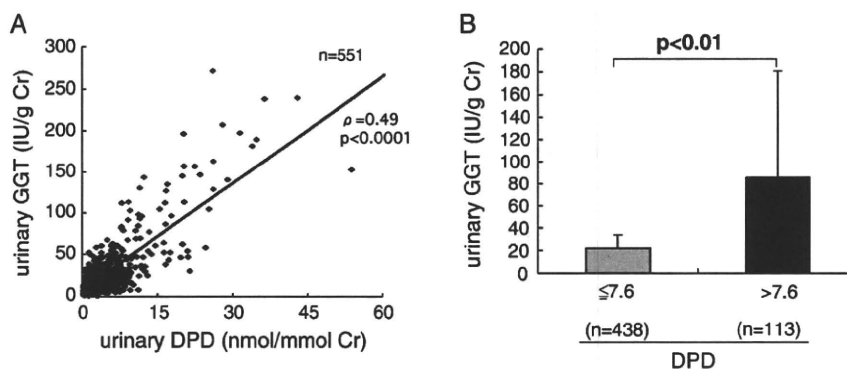 A
n=551
ρ=0.49
p<0.0001
urinary GGT (IU/g Cr)
300
250
200
150
100
50
0
0 15 30 45 60
urinary DPD (nmol/mmol Cr)
B
p<0.01
urinary GGT (IU/g Cr)
200
180
160
140
120
100
80
60
40
20
0
≦7.6 >7.6
(n=438) (n=113)
DPD